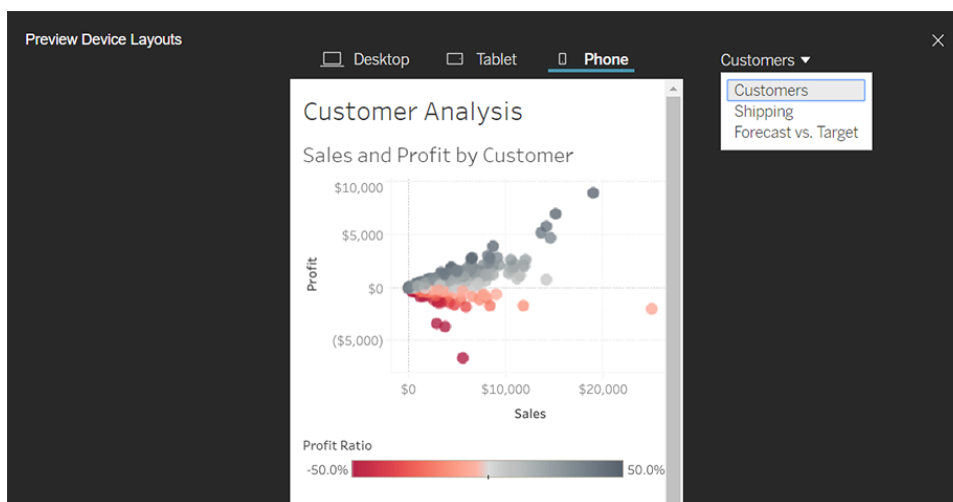 Preview Device Layouts
Desktop
Tablet
Phone
Customers
Customers
Shipping
Forecast vs. Target
Customer Analysis
Sales and Profit by Customer
$10,000
$5,000
$0
($5,000)
Profit
$0
$10,000
$20,000
Sales
Profit Ratio
-50.0%
50.0%